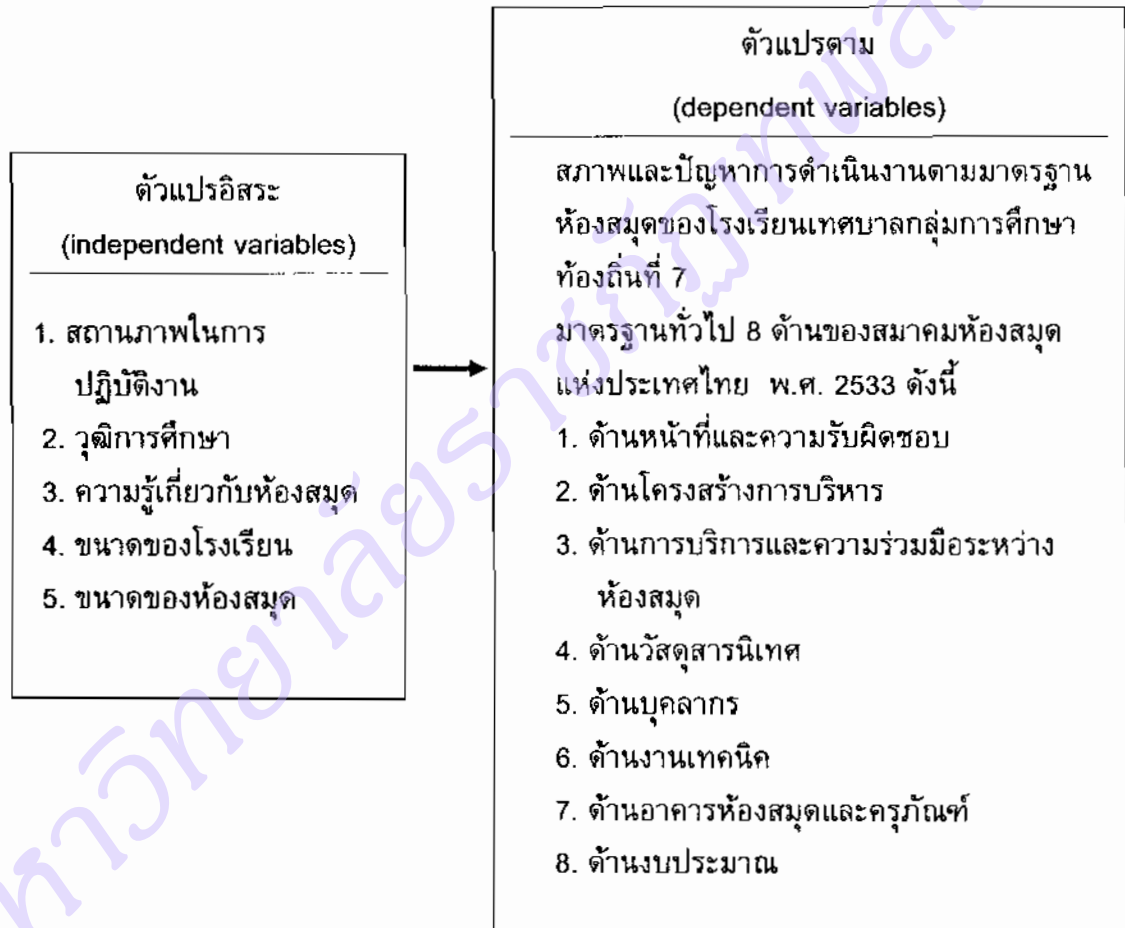 ตัวแปรอิสระ
(independent variables)
1. สถานภาพในการ
ปฏิบัติงาน
2. วุฒิการศึกษา
3. ความรู้เกี่ยวกับห้องสมุด
4. ขนาดของโรงเรียน
5. ขนาดของห้องสมุด
ตัวแปรตาม
(dependent variables)
สภาพและปัญหาการดำเนินงานตามมาตรฐาน
ห้องสมุดของโรงเรียนเทศบาลกลุ่มการศึกษา
ท้องถิ่นที่ 7
มาตรฐานทั่วไป 8 ด้านของสมาคมห้องสมุด
แห่งประเทศไทย พ.ศ. 2533 ดังนี้
1. ด้านหน้าที่และความรับผิดชอบ
2. ด้านโครงสร้างการบริหาร
3. ด้านการบริการและความร่วมมือระหว่าง
ห้องสมุด
4. ด้านวัสดุสารนิเทศ
5. ด้านบุคลากร
6. ด้านงานเทคนิค
7. ด้านอาคารห้องสมุดและครุภัณฑ์
8. ด้านงบประมาณ